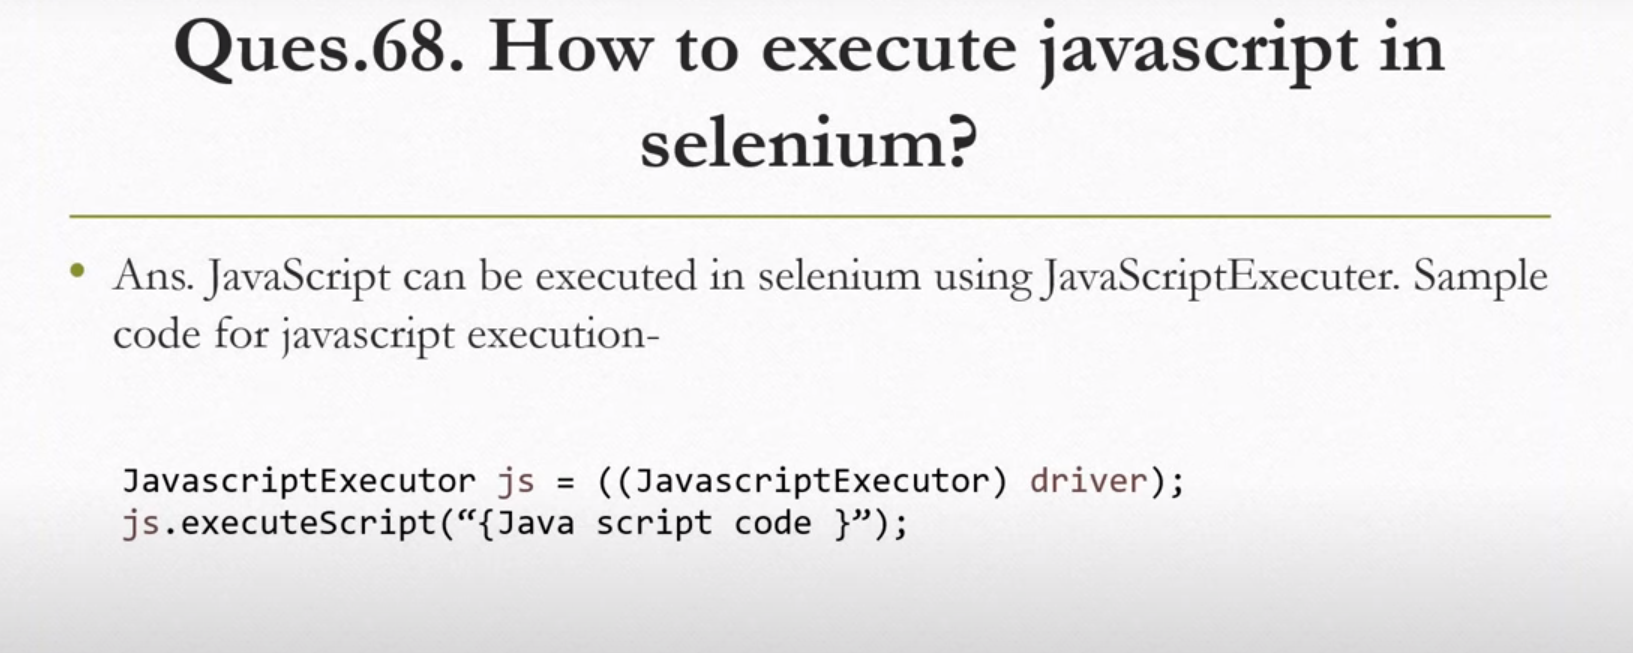 Ques.68. How to execute javascript in
selenium?
• Ans. JavaScript can be executed in selenium using JavaScriptExecuter. Sample
code for javascript execution-
JavascriptExecutor js = ((JavascriptExecutor) driver);
js.executeScript(“{Java script code }”);